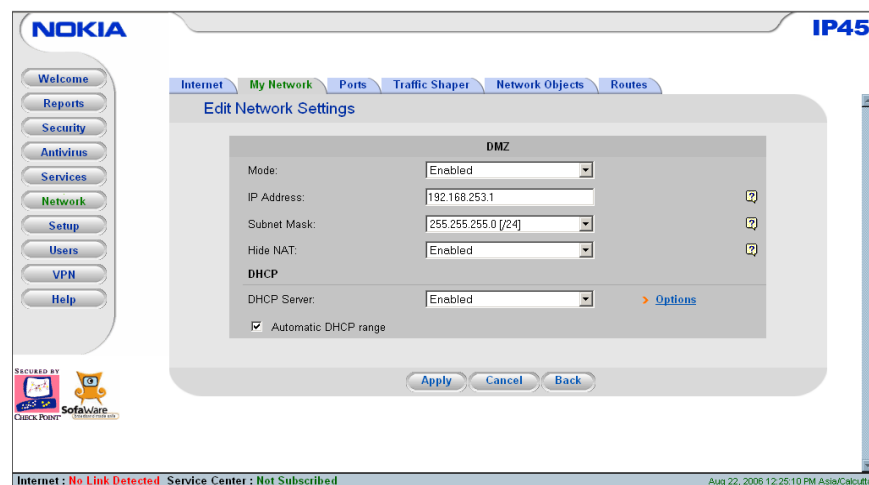 NOKIA
IP45
Welcome
Reports
Security
Antivirus
Services
Network
Setup
Users
VPN
Help
Internet My Network Ports Traffic Shaper Network Objects Routes
Edit Network Settings
DMZ
Mode: Enabled
IP Address: 192.168.253.1
Subnet Mask: 255.255.255.0 [/24]
Hide NAT: Enabled
DHCP
DHCP Server: Enabled > Options
Automatic DHCP range
Apply Cancel Back
SECURED BY
CHECK POINT
SofaWare
Internet : No Link Detected Service Center : Not Subscribed
Aug 22, 2006 12:25:10 PM Asia/Calcutt